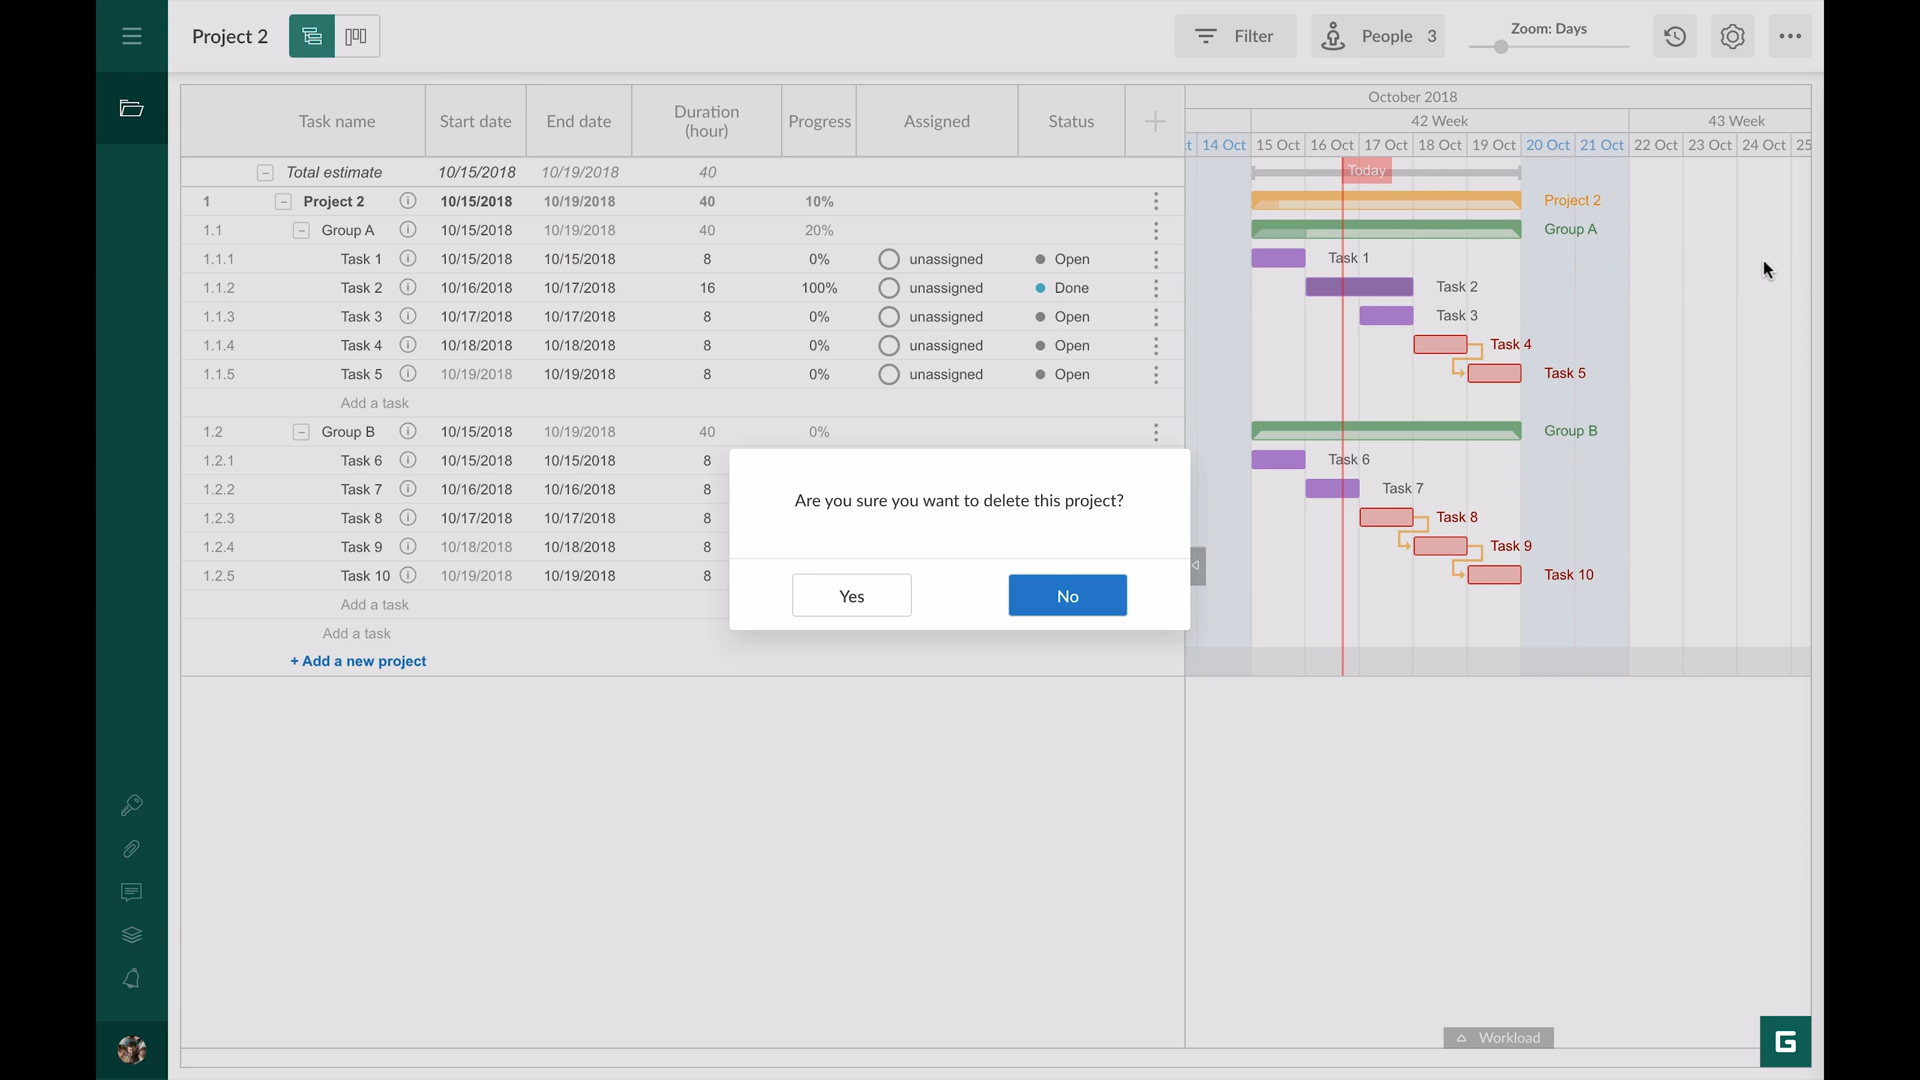 Project 2
Filter
People 3
Zoom: Days
Task name Start date End date Duration (hour) Progress Assigned Status
October 2018
42 Week 43 Week
t 14 Oct 15 Oct 16 Oct 17 Oct 18 Oct 19 Oct 20 Oct 21 Oct 22 Oct 23 Oct 24 Oct 25
Total estimate 10/15/2018 10/19/2018 40 Today
1 Project 2 10/15/2018 10/19/2018 40 10% Project 2
1.1 Group A 10/15/2018 10/19/2018 40 20% Group A
1.1.1 Task 1 10/15/2018 10/15/2018 8 0% unassigned Open Task 1
1.1.2 Task 2 10/16/2018 10/17/2018 16 100% unassigned Done Task 2
1.1.3 Task 3 10/17/2018 10/17/2018 8 0% unassigned Open Task 3
1.1.4 Task 4 10/18/2018 10/18/2018 8 0% unassigned Open Task 4
1.1.5 Task 5 10/19/2018 10/19/2018 8 0% unassigned Open Task 5
Add a task
1.2 Group B 10/15/2018 10/19/2018 40 0% Group B
1.2.1 Task 6 10/15/2018 10/15/2018 8 Task 6
1.2.2 Task 7 10/16/2018 10/16/2018 8 Task 7
1.2.3 Task 8 10/17/2018 10/17/2018 8 Task 8
1.2.4 Task 9 10/18/2018 10/18/2018 8 Task 9
1.2.5 Task 10 10/19/2018 10/19/2018 8 Task 10
Add a task
Add a task
+ Add a new project
Are you sure you want to delete this project?
Yes No
Workload
G